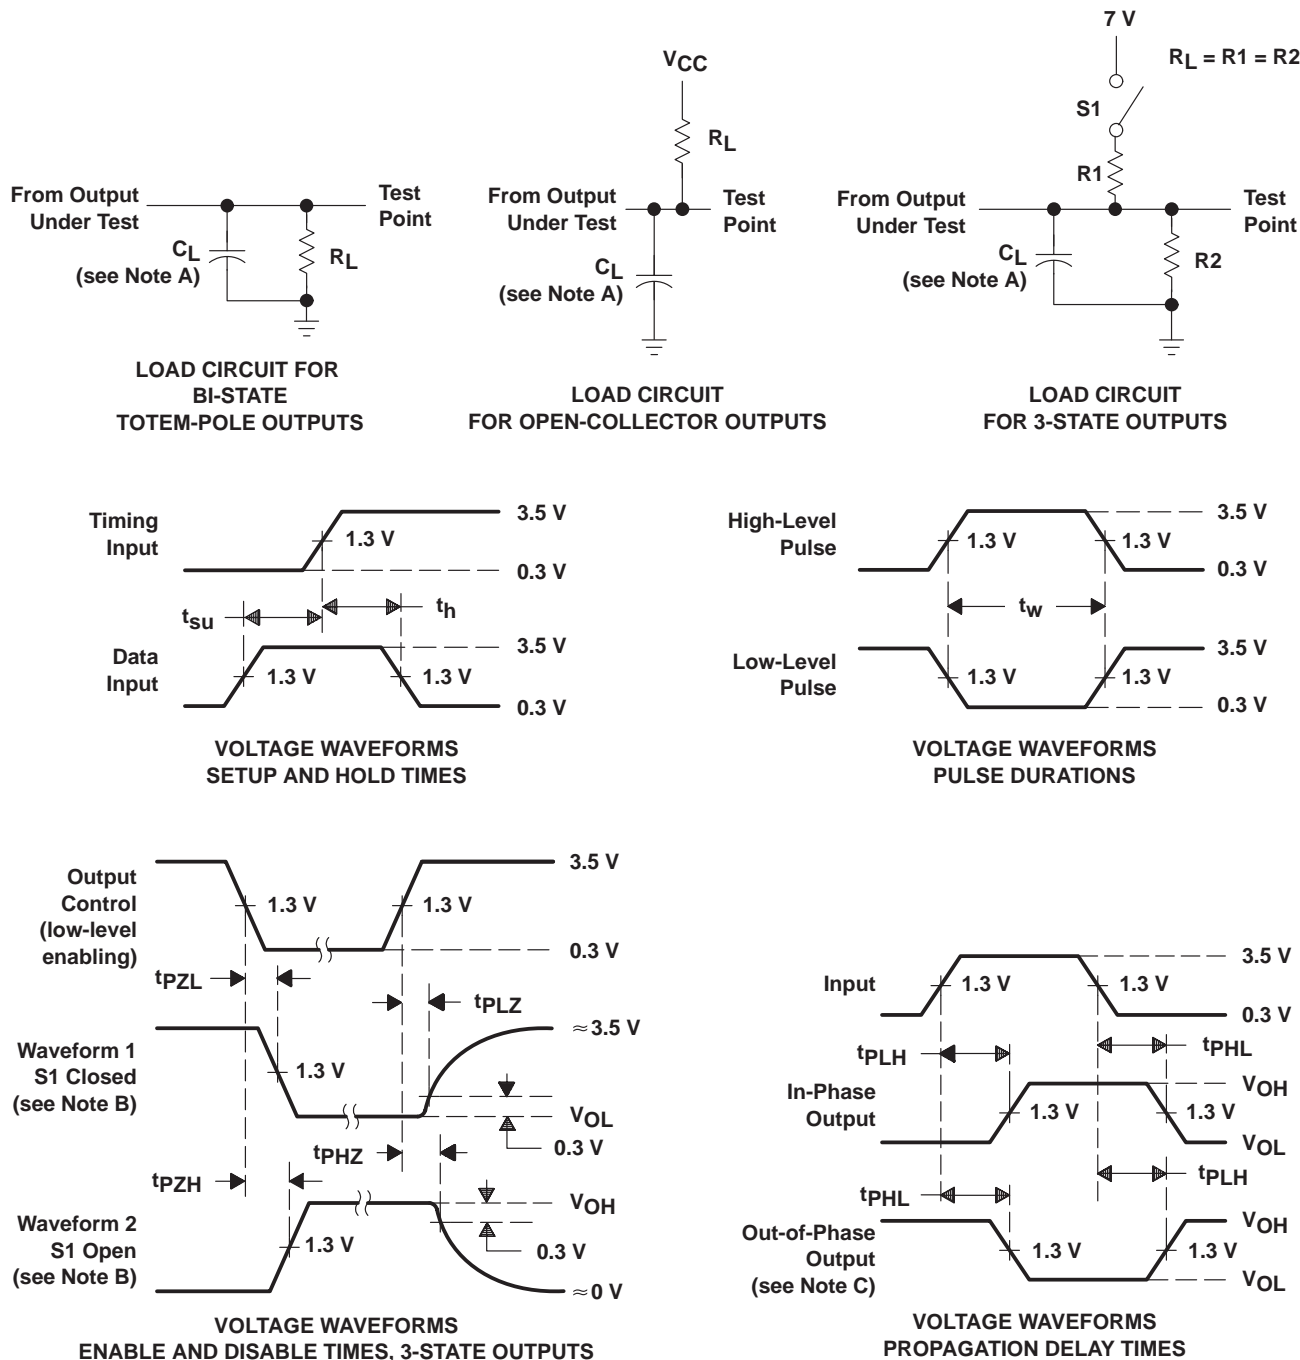 7 V
RL = R1 = R2
S1
R1
VCC
RL
From Output
Under Test
Test
Point
CL
(see Note A)
RL
From Output
Under Test
Test
Point
CL
(see Note A)
From Output
Under Test
Test
Point
CL
(see Note A)
R2
LOAD CIRCUIT FOR
BI-STATE
TOTEM-POLE OUTPUTS
LOAD CIRCUIT
FOR OPEN-COLLECTOR OUTPUTS
LOAD CIRCUIT
FOR 3-STATE OUTPUTS
Timing
Input
1.3 V
3.5 V
0.3 V
tsu
th
Data
Input
1.3 V
1.3 V
3.5 V
0.3 V
VOLTAGE WAVEFORMS
SETUP AND HOLD TIMES
High-Level
Pulse
1.3 V
1.3 V
3.5 V
0.3 V
tw
Low-Level
Pulse
1.3 V
1.3 V
3.5 V
0.3 V
VOLTAGE WAVEFORMS
PULSE DURATIONS
Output
Control
(low-level
enabling)
1.3 V
1.3 V
3.5 V
0.3 V
tPZL
tPLZ
Waveform 1
S1 Closed
(see Note B)
1.3 V
≈3.5 V
VOL
0.3 V
tPHZ
tPZH
Waveform 2
S1 Open
(see Note B)
1.3 V
VOH
0.3 V
≈0 V
VOLTAGE WAVEFORMS
ENABLE AND DISABLE TIMES, 3-STATE OUTPUTS
Input
1.3 V
1.3 V
3.5 V
0.3 V
tPLH
tPHL
In-Phase
Output
1.3 V
1.3 V
VOH
VOL
tPHL
tPLH
Out-of-Phase
Output
(see Note C)
1.3 V
1.3 V
VOH
VOL
VOLTAGE WAVEFORMS
PROPAGATION DELAY TIMES